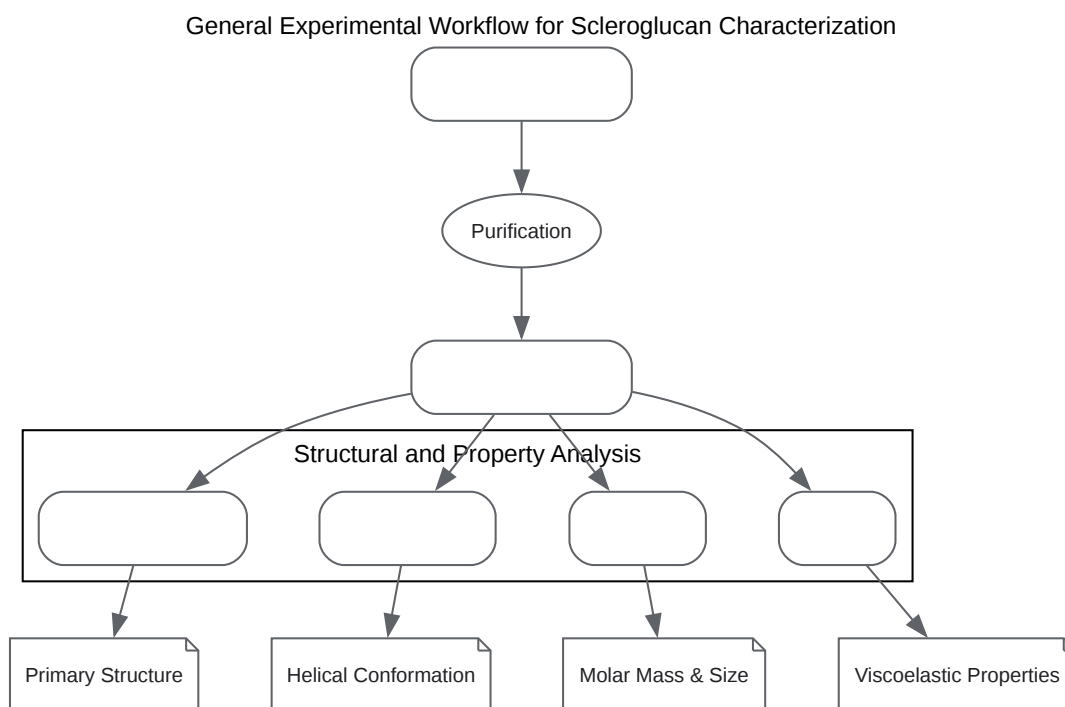 General Experimental Workflow for Scleroglucan Characterization
Purification
Structural and Property Analysis
Primary Structure
Helical Conformation
Molar Mass & Size
Viscoelastic Properties